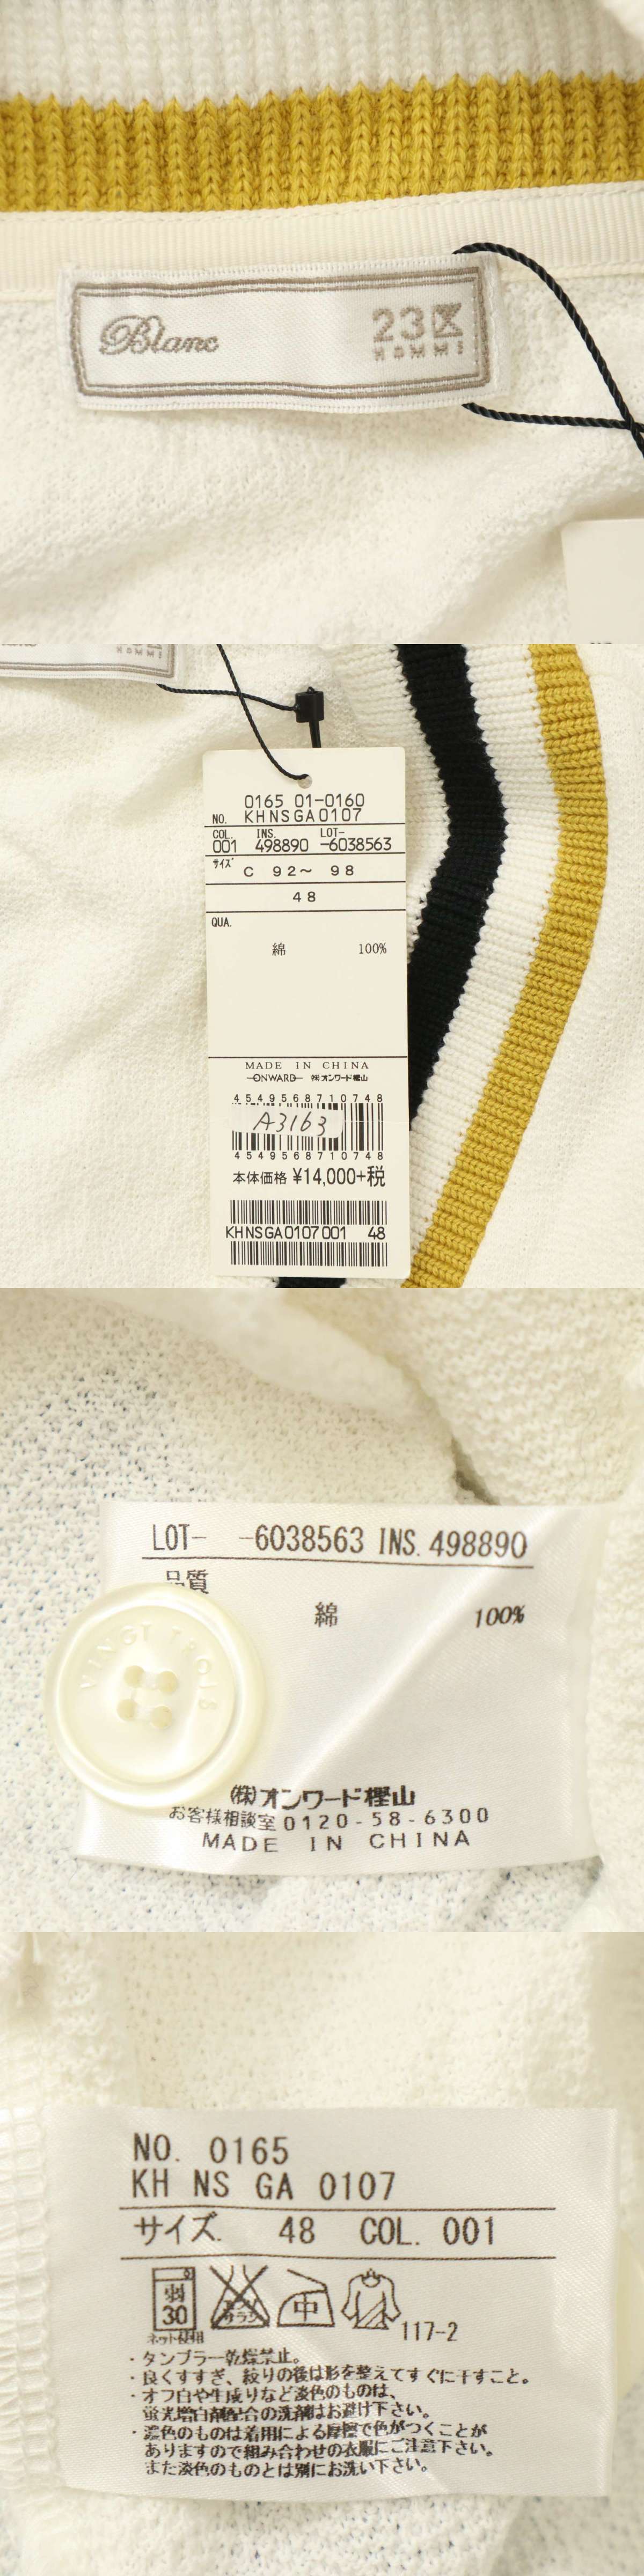 Blanc
23区
HOMME
HOMME
0165 01-0160
NO. KHNSGA0107
COL. INS. LOT-
001 498890 -6038563
サイズ C 92～ 98
48
QUA.
綿 100%
MADE IN CHINA
ONWARD ㈱オンワード樫山
4549568710748
A3163
4549568710748
本体価格 ¥14,000+税
KHNSGA0107001 48
LOT- -6038563 INS. 498890
品質
綿 100%
VINGT TROIS
㈱オンワード樫山
お客様相談室 0120-58-6300
MADE IN CHINA
NO. 0165
KH NS GA 0107
サイズ. 48 COL. 001
弱
30
エンソ
サラシ
中
ネット使用
117-2
・タンブラー乾燥禁止。
・良くすすぎ、絞りの後は形を整えてすぐに干すこと。
・オフ白や生成りなど淡色のものは、
蛍光増白剤配合の洗剤はお避け下さい。
・濃色のものは着用による摩擦で色がつくことが
ありますので組み合わせの衣服にご注意下さい。
また淡色のものとは別にお洗い下さい。